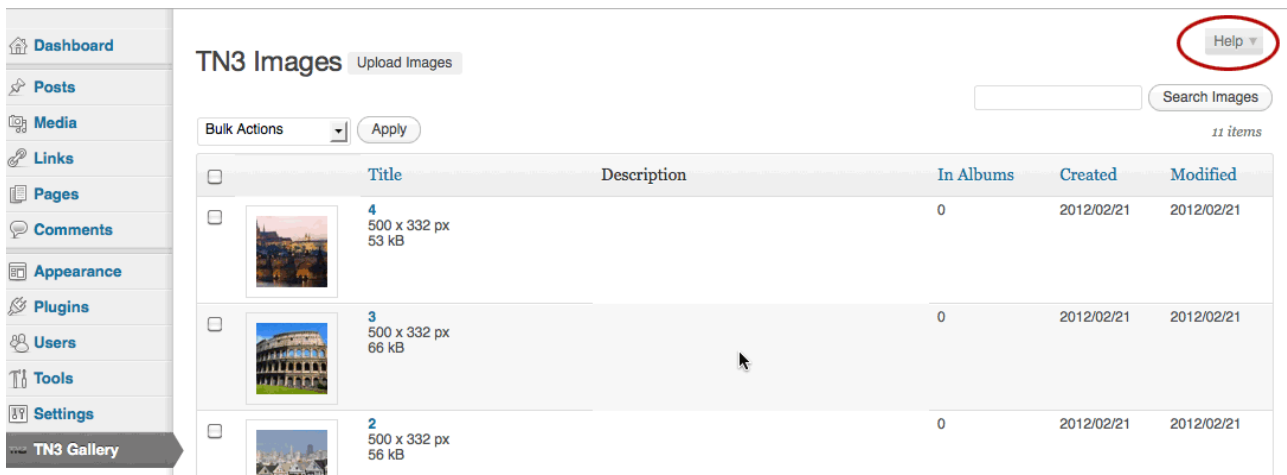 Dashboard
Posts
Media
Links
Pages
Comments
Appearance
Plugins
Users
Tools
Settings
TN3 Gallery
Help
TN3 Images Upload Images
Search Images
Bulk Actions Apply
11 items
Title Description In Albums Created Modified
4 0 2012/02/21 2012/02/21
500 x 332 px
53 kB
3 0 2012/02/21 2012/02/21
500 x 332 px
66 kB
2 0 2012/02/21 2012/02/21
500 x 332 px
56 kB